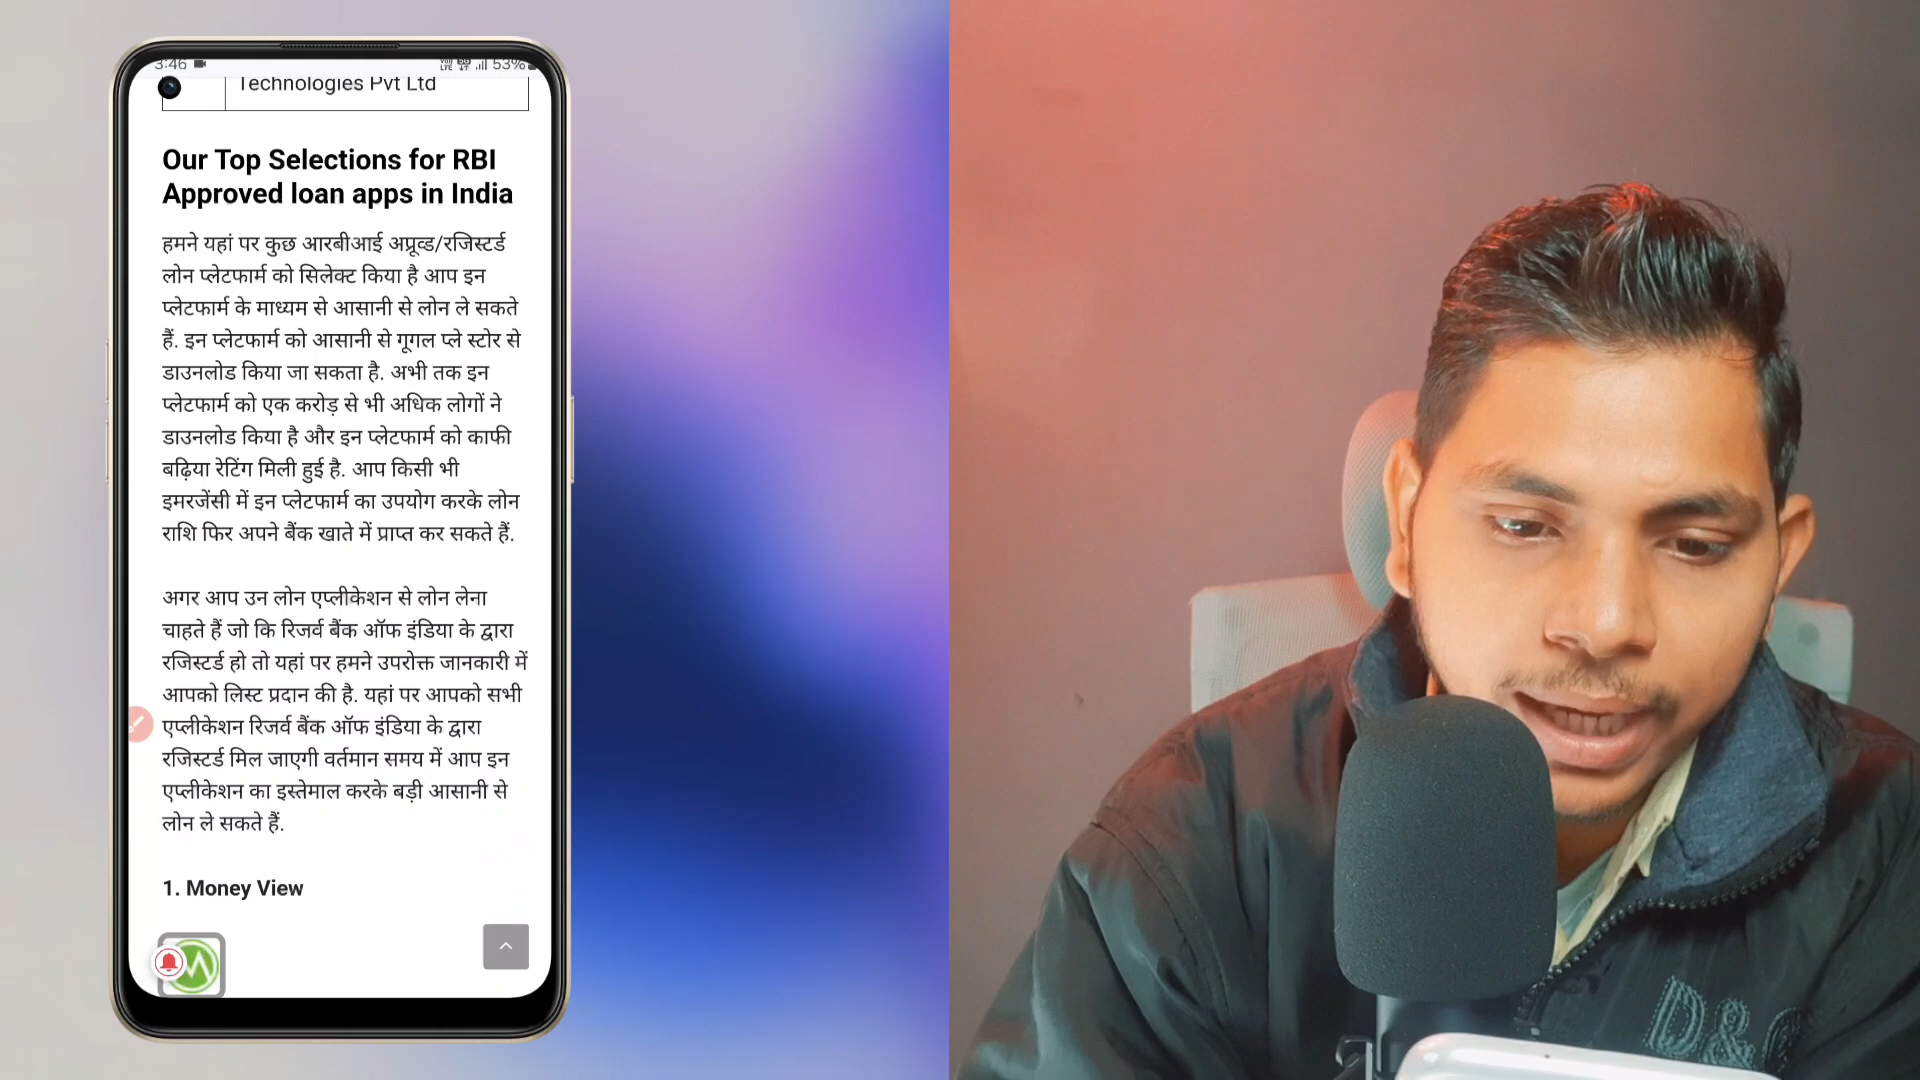 3:46
53%
Technologies Pvt Ltd
Our Top Selections for RBI
Approved loan apps in India
हमने यहां पर कुछ आरबीआई अप्रूव्ड/रजिस्टर्ड
लोन प्लेटफार्म को सिलेक्ट किया है आप इन
प्लेटफार्म के माध्यम से आसानी से लोन ले सकते
हैं. इन प्लेटफार्म को आसानी से गूगल प्ले स्टोर से
डाउनलोड किया जा सकता है. अभी तक इन
प्लेटफार्म को एक करोड़ से भी अधिक लोगों ने
डाउनलोड किया है और इन प्लेटफार्म को काफी
बढ़िया रेटिंग मिली हुई है. आप किसी भी
इमरजेंसी में इन प्लेटफार्म का उपयोग करके लोन
राशि फिर अपने बैंक खाते में प्राप्त कर सकते हैं.
अगर आप उन लोन एप्लीकेशन से लोन लेना
चाहते हैं जो कि रिजर्व बैंक ऑफ इंडिया के द्वारा
रजिस्टर्ड हो तो यहां पर हमने उपरोक्त जानकारी में
आपको लिस्ट प्रदान की है. यहां पर आपको सभी
एप्लीकेशन रिजर्व बैंक ऑफ इंडिया के द्वारा
रजिस्टर्ड मिल जाएगी वर्तमान समय में आप इन
एप्लीकेशन का इस्तेमाल करके बड़ी आसानी से
लोन ले सकते हैं.
1. Money View